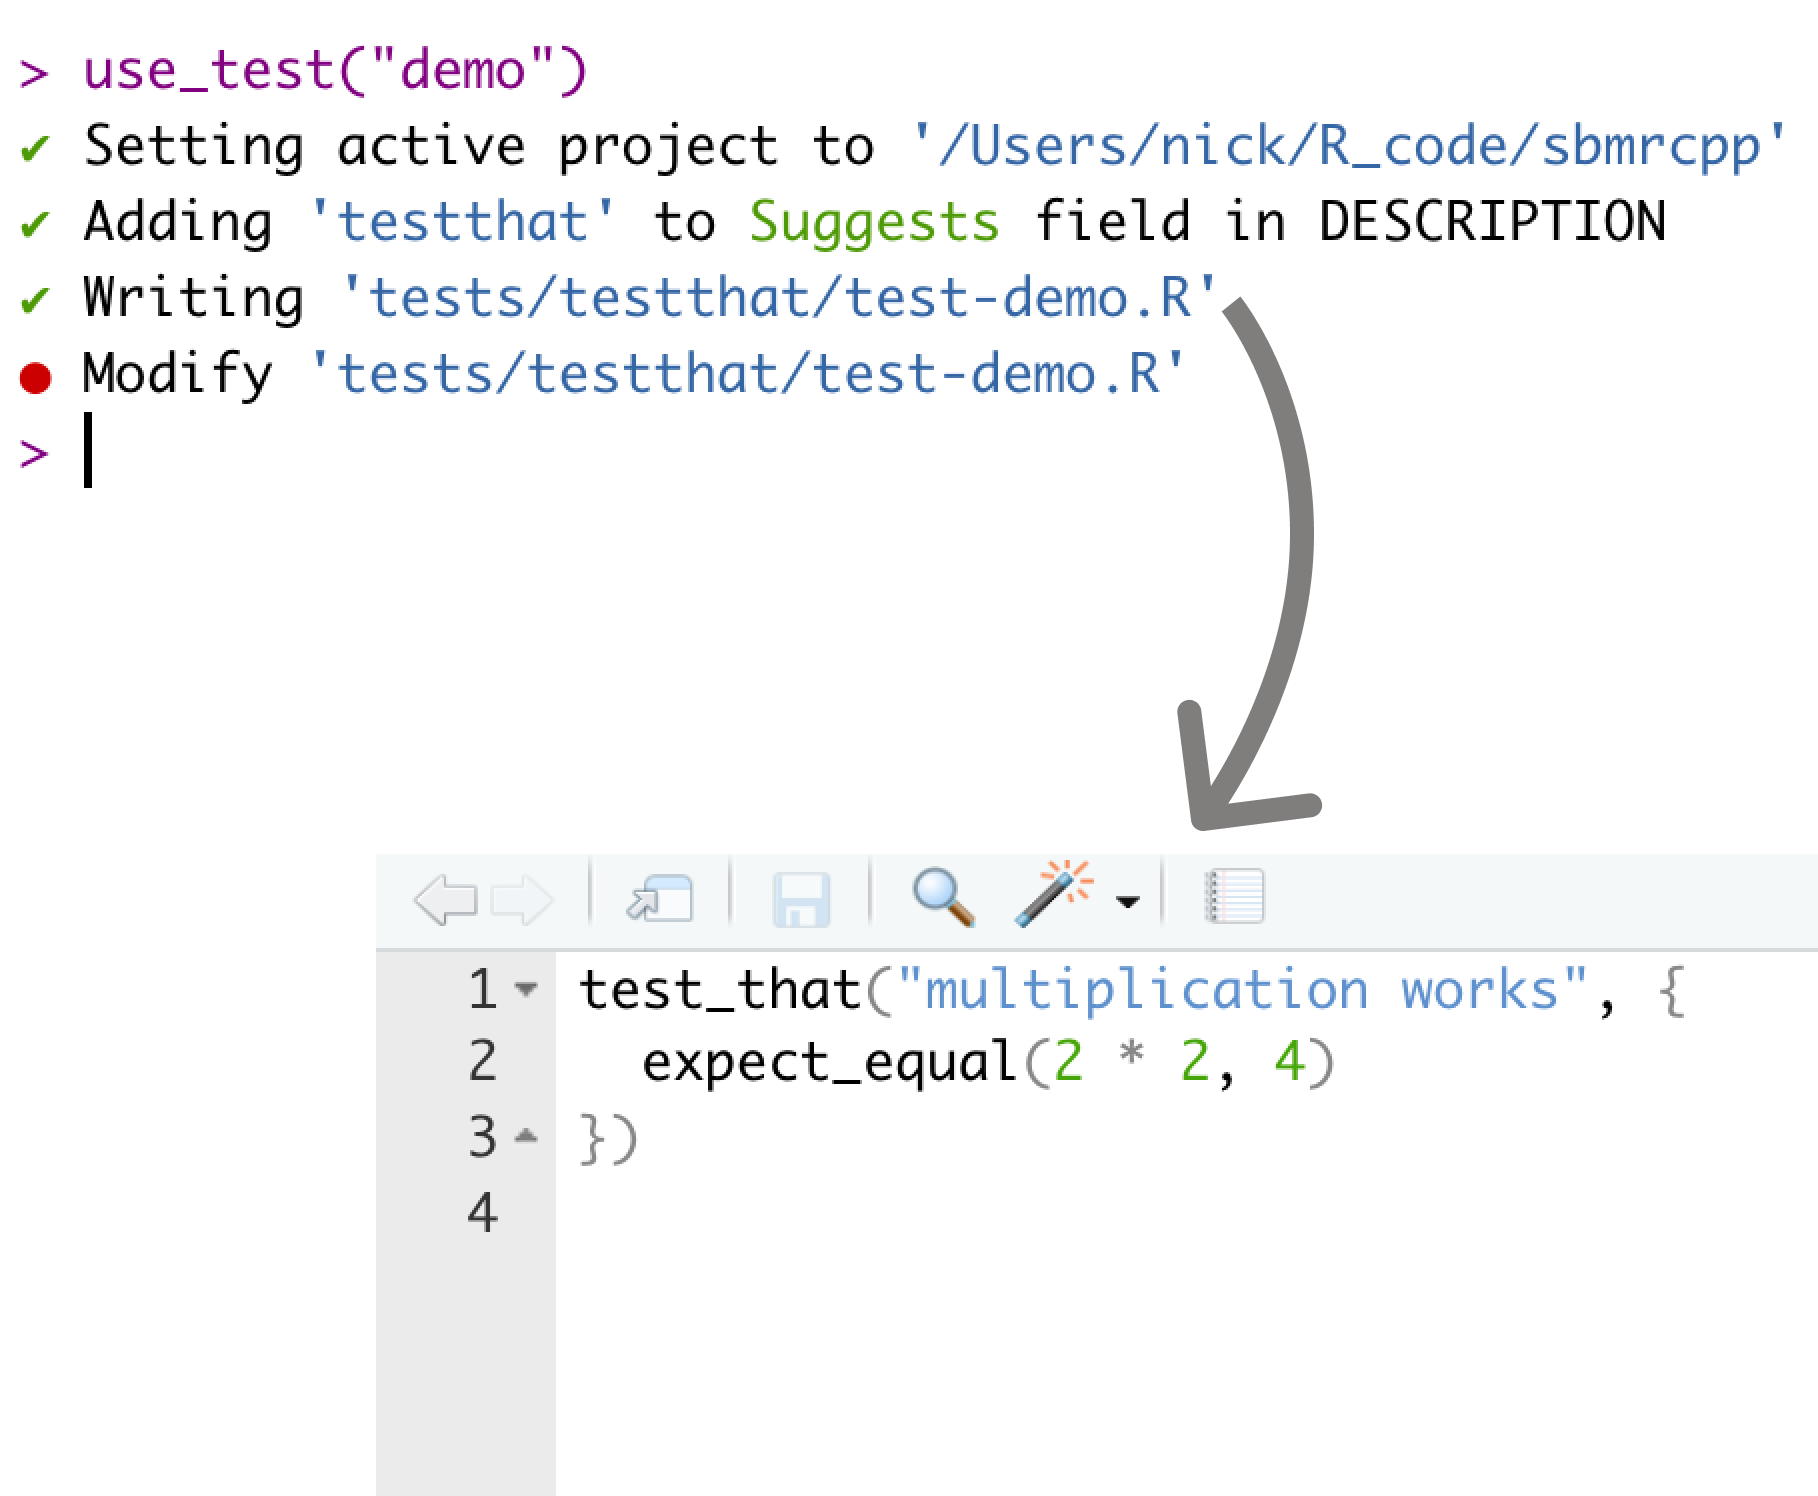 > use_test("demo")
✔ Setting active project to '/Users/nick/R_code/sbmrcpp'
✔ Adding 'testthat' to Suggests field in DESCRIPTION
✔ Writing 'tests/testthat/test-demo.R'
● Modify 'tests/testthat/test-demo.R'
>
1 test_that("multiplication works", {
2   expect_equal(2 * 2, 4)
3 })
4